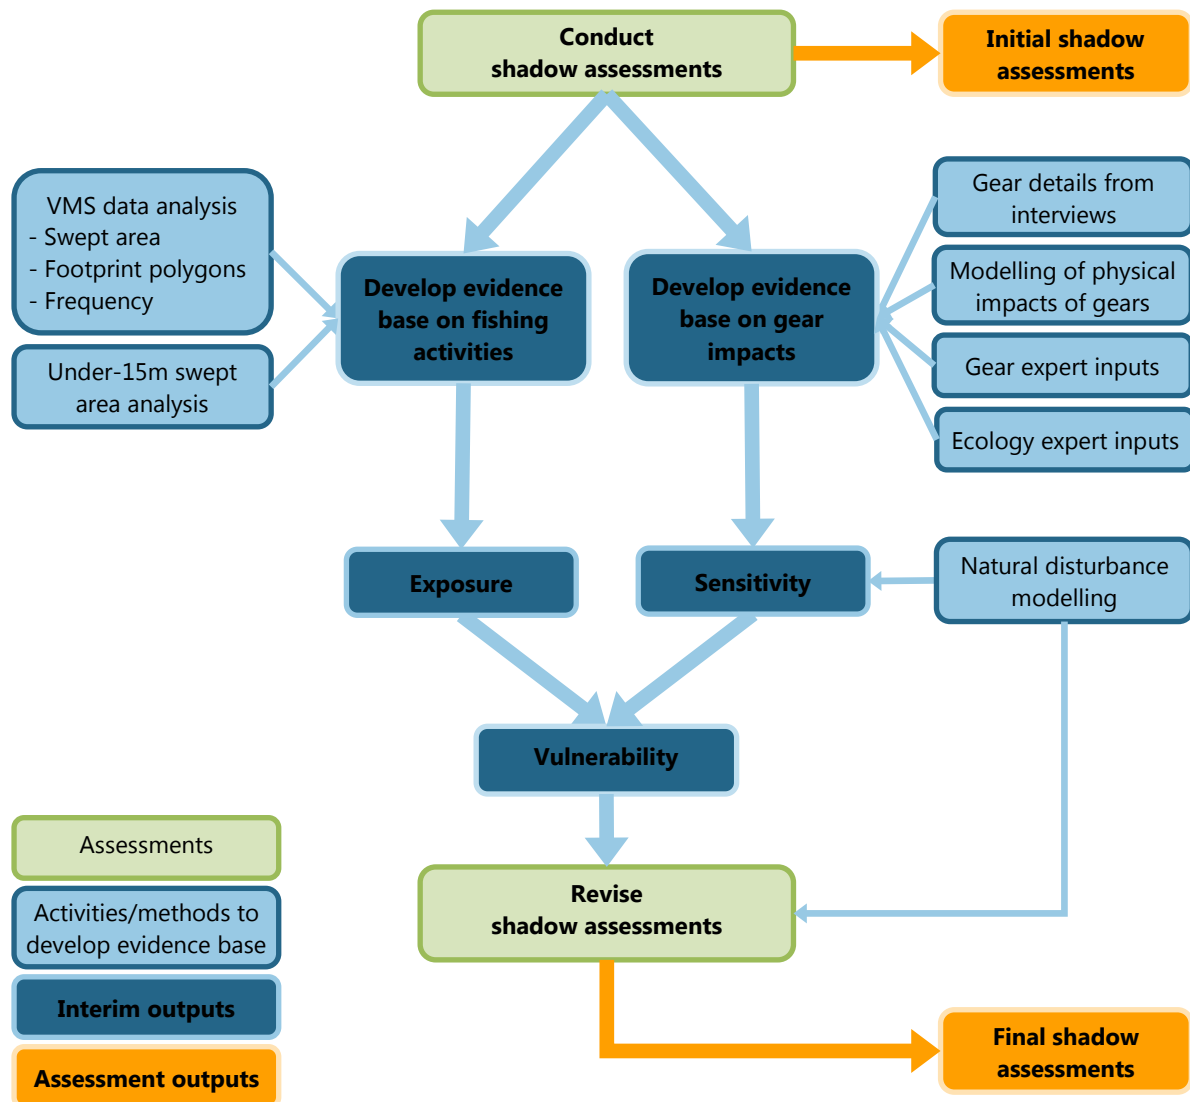 Conduct
shadow assessments
Initial shadow
assessments
VMS data analysis
- Swept area
- Footprint polygons
- Frequency
Under-15m swept
area analysis
Develop evidence
base on fishing
activities
Develop evidence
base on gear
impacts
Gear details from
interviews
Modelling of physical
impacts of gears
Gear expert inputs
Ecology expert inputs
Exposure
Sensitivity
Natural disturbance
modelling
Vulnerability
Revise
shadow assessments
Final shadow
assessments
Assessments
Activities/methods to
develop evidence base
Interim outputs
Assessment outputs